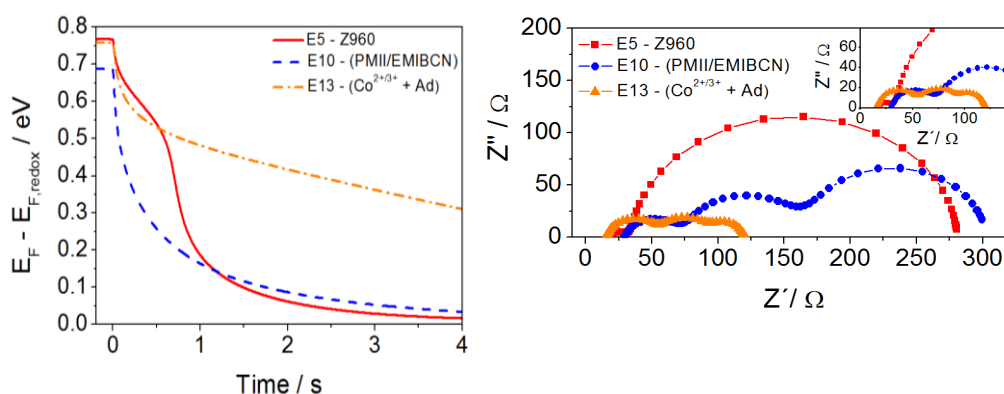 E_F - E_F,redox / eV
0.8
0.7
0.6
0.5
0.4
0.3
0.2
0.1
0.0
E5 - Z960
E10 - (PMII/EMIBCN)
E13 - (Co²⁺/³⁺ + Ad)
0 1 2 3 4
Time / s
Z" / Ω
200
150
100
50
0
E5 - Z960
E10 - (PMII/EMIBCN)
E13 - (Co²⁺/³⁺ + Ad)
0 50 100 150 200 250 300
Z´/ Ω
Z" / Ω
60
40
20
0
0 50 100
Z´/ Ω